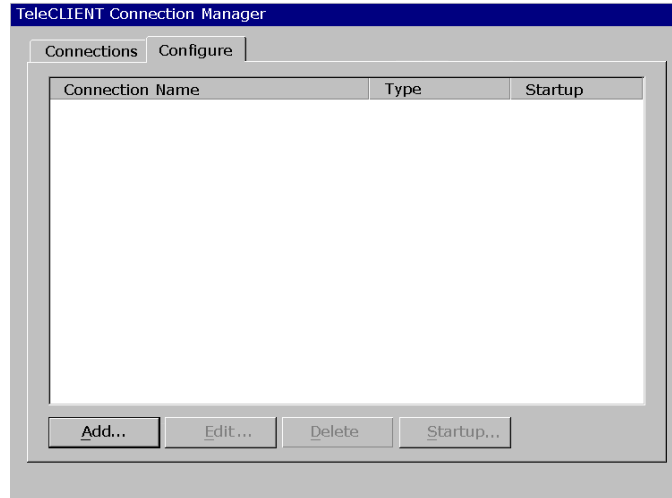 TeleCLIENT Connection Manager
Connections Configure
Connection Name Type Startup
Add... Edit... Delete Startup...